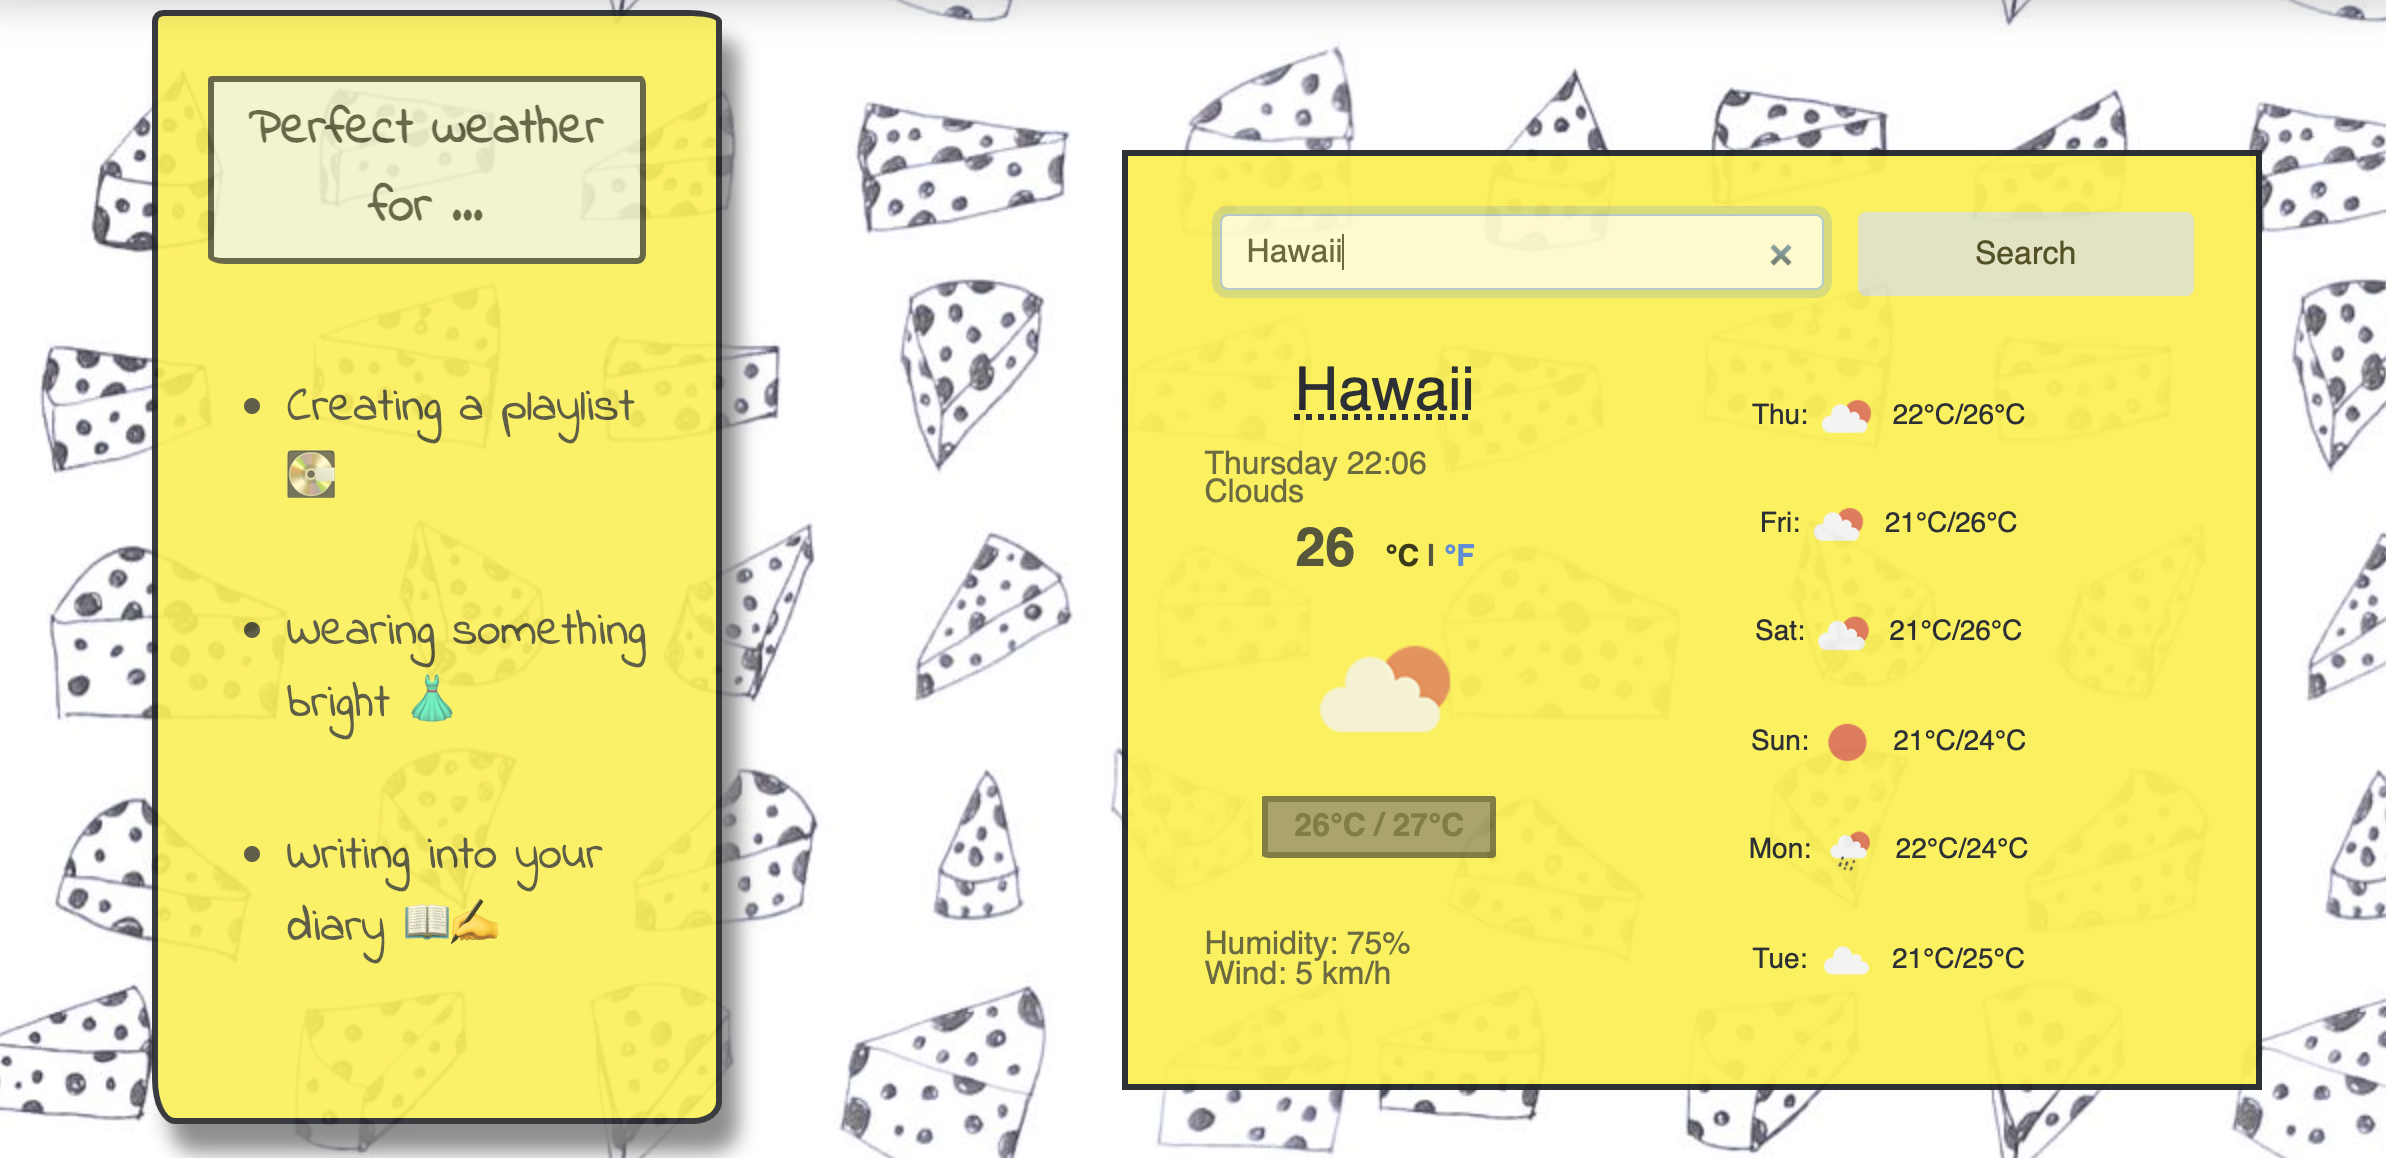 Perfect weather
for ...
• Creating a playlist
• Wearing something
bright
• Writing into your
diary
Hawaii
Search
Hawaii
Thursday 22:06
Clouds
26 °C | °F
26°C / 27°C
Humidity: 75%
Wind: 5 km/h
Thu: 22°C/26°C
Fri: 21°C/26°C
Sat: 21°C/26°C
Sun: 21°C/24°C
Mon: 22°C/24°C
Tue: 21°C/25°C